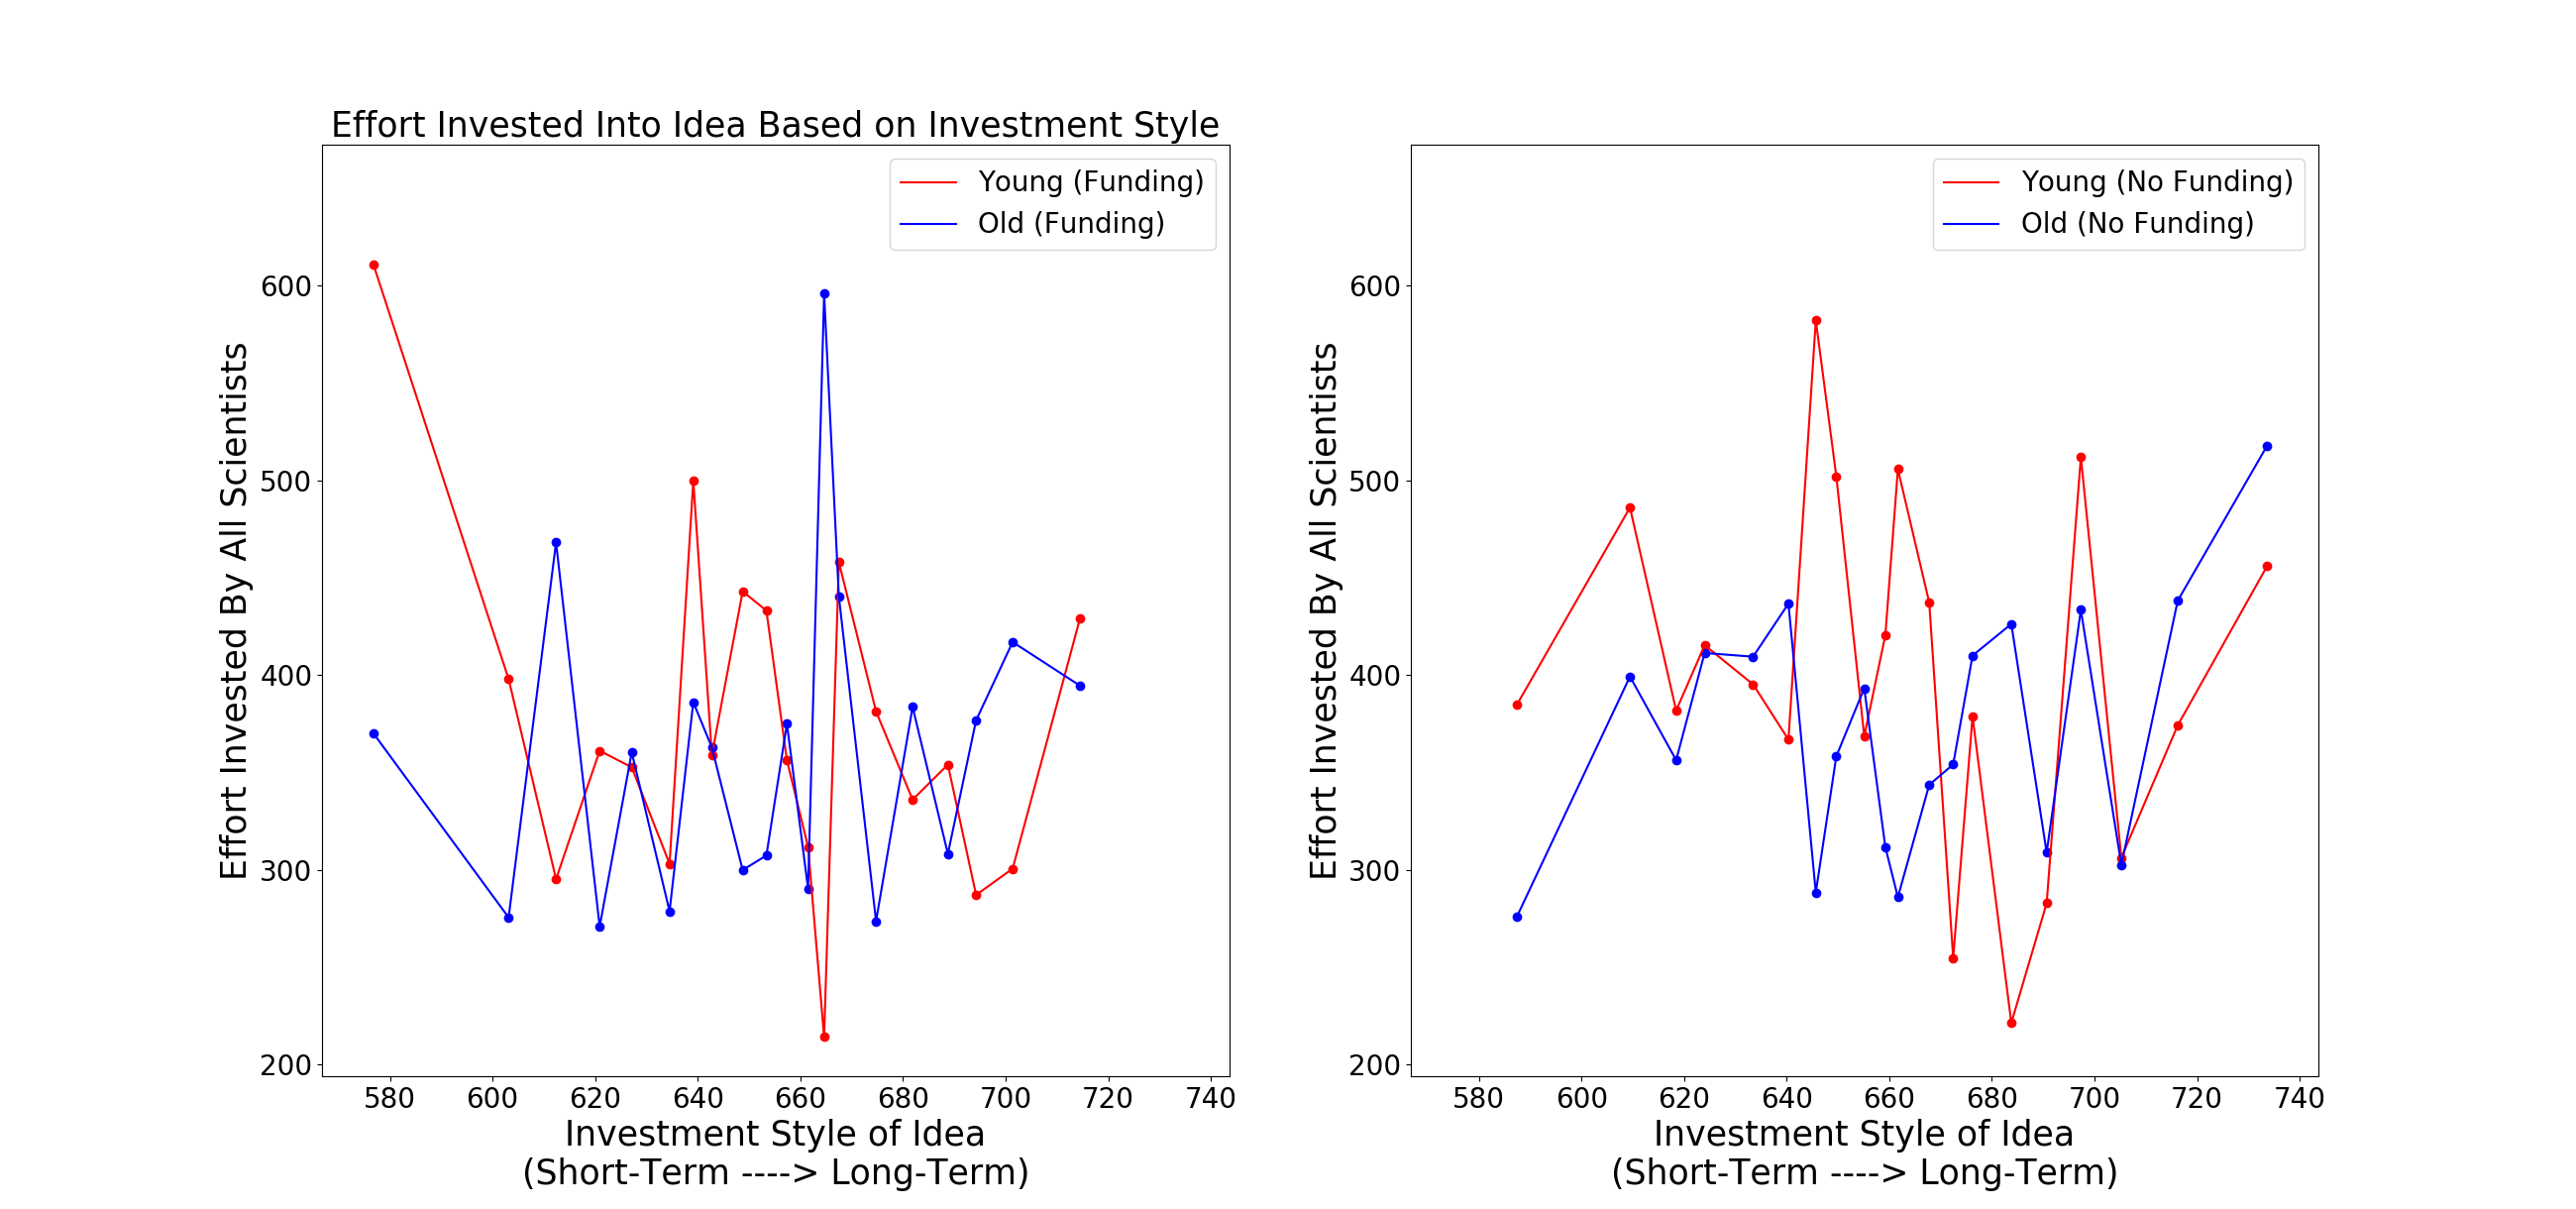 Effort Invested Into Idea Based on Investment Style
Young (Funding)
Old (Funding)
Effort Invested By All Scientists
600
500
400
300
200
580 600 620 640 660 680 700 720 740
Investment Style of Idea
(Short-Term ----> Long-Term)
Young (No Funding)
Old (No Funding)
Effort Invested By All Scientists
600
500
400
300
200
580 600 620 640 660 680 700 720 740
Investment Style of Idea
(Short-Term ----> Long-Term)